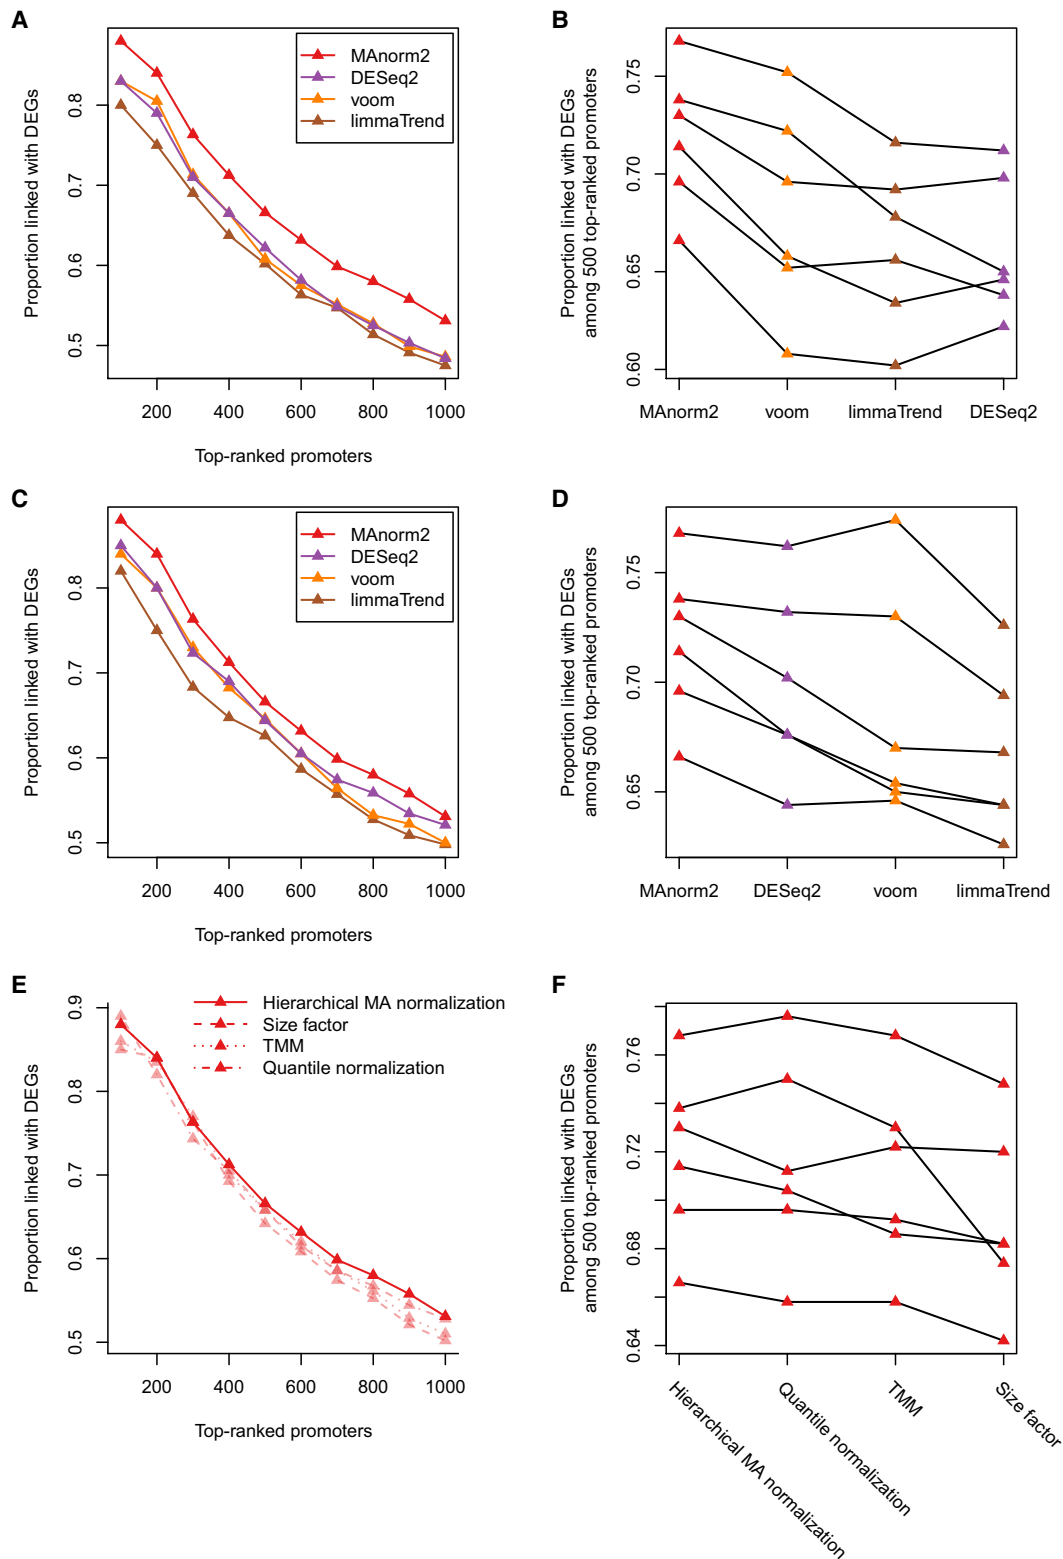 A
Proportion linked with DEGs
0.5 0.6 0.7 0.8
MAnorm2
DESeq2
voom
limmaTrend
200 400 600 800 1000
Top-ranked promoters
B
Proportion linked with DEGs
among 500 top-ranked promoters
0.60 0.65 0.70 0.75
MAnorm2 voom limmaTrend DESeq2
C
Proportion linked with DEGs
0.5 0.6 0.7 0.8
MAnorm2
DESeq2
voom
limmaTrend
200 400 600 800 1000
Top-ranked promoters
D
Proportion linked with DEGs
among 500 top-ranked promoters
0.65 0.70 0.75
MAnorm2 DESeq2 voom limmaTrend
E
Proportion linked with DEGs
0.5 0.6 0.7 0.8 0.9
Hierarchical MA normalization
Size factor
TMM
Quantile normalization
200 400 600 800 1000
Top-ranked promoters
F
Proportion linked with DEGs
among 500 top-ranked promoters
0.64 0.68 0.72 0.76
Hierarchical MA normalization
Quantile normalization
TMM
Size factor